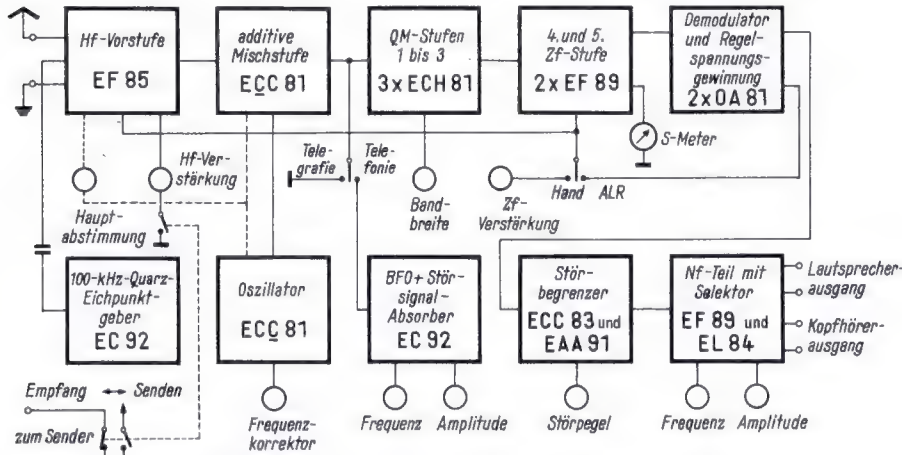 Hf-Vorstufe
EF 85
additive
Mischstufe
ECC 81
QM-Stufen
1 bis 3
3x ECH 81
4. und 5.
Zf-Stufe
2x EF 89
Demodulator
und Regel-
spannungs-
gewinnung
2x OA 81
S-Meter
Hf-Ver-
stärkung
Haupt-
abstimmung
Tele-
grafie
Tele-
fonie
Band-
breite
Zf-
Verstärkung
Hand
ALR
100-kHz-Quarz-
Eichpunkt-
geber
EC 92
Oszillator
ECC 81
BFO + Stör-
signal-
Absorber
EC 92
Stör-
begrenzer
ECC 83 und
EAA 91
Nf-Teil mit
Selektor
EF 89 und
EL 84
Lautsprecher-
ausgang
Kopfhörer-
ausgang
Empfang
Senden
zum Sender
Frequenz-
korrektor
Frequenz
Amplitude
Störpegel
Frequenz
Amplitude